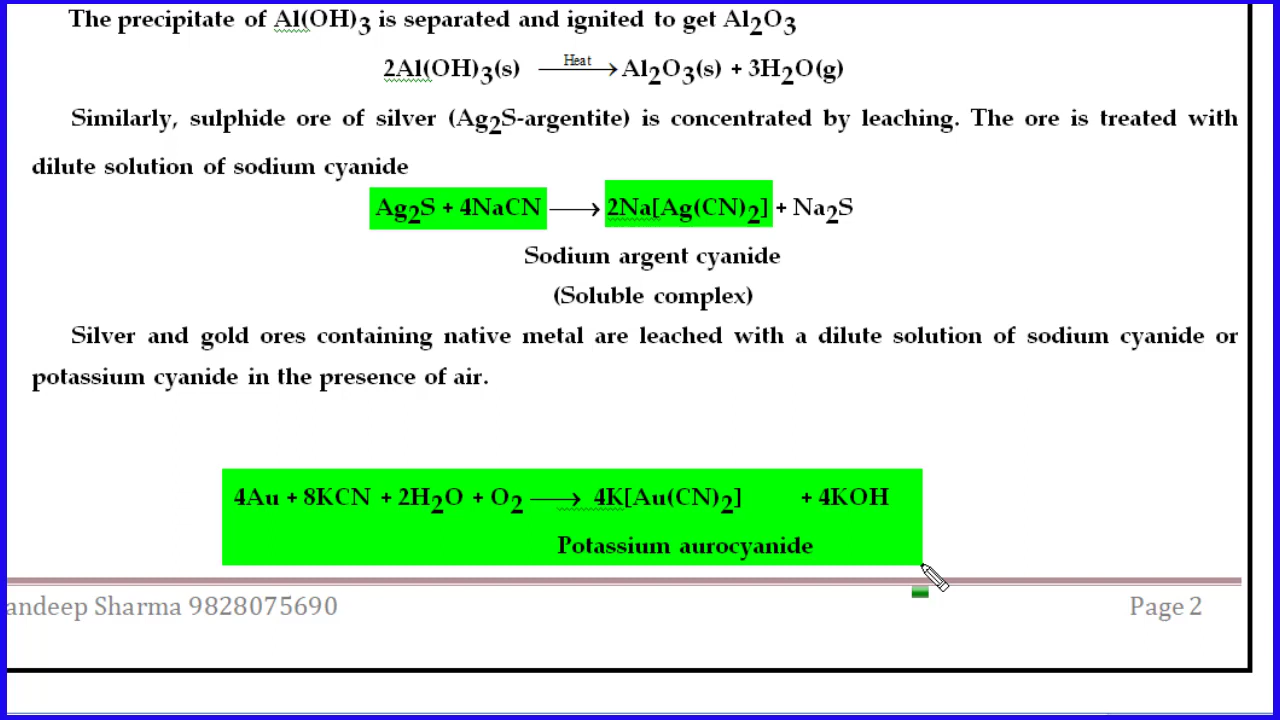 The precipitate of Al(OH)3 is separated and ignited to get Al2O3
2Al(OH)3(s) Heat ⟶ Al2O3(s) + 3H2O(g)
Similarly, sulphide ore of silver (Ag2S-argentite) is concentrated by leaching. The ore is treated with
dilute solution of sodium cyanide
Ag2S + 4NaCN ⟶ 2Na[Ag(CN)2] + Na2S
Sodium argent cyanide
(Soluble complex)
Silver and gold ores containing native metal are leached with a dilute solution of sodium cyanide or
potassium cyanide in the presence of air.
4Au + 8KCN + 2H2O + O2 ⟶ 4K[Au(CN)2] + 4KOH
Potassium aurocyanide
andeep Sharma 9828075690 Page 2